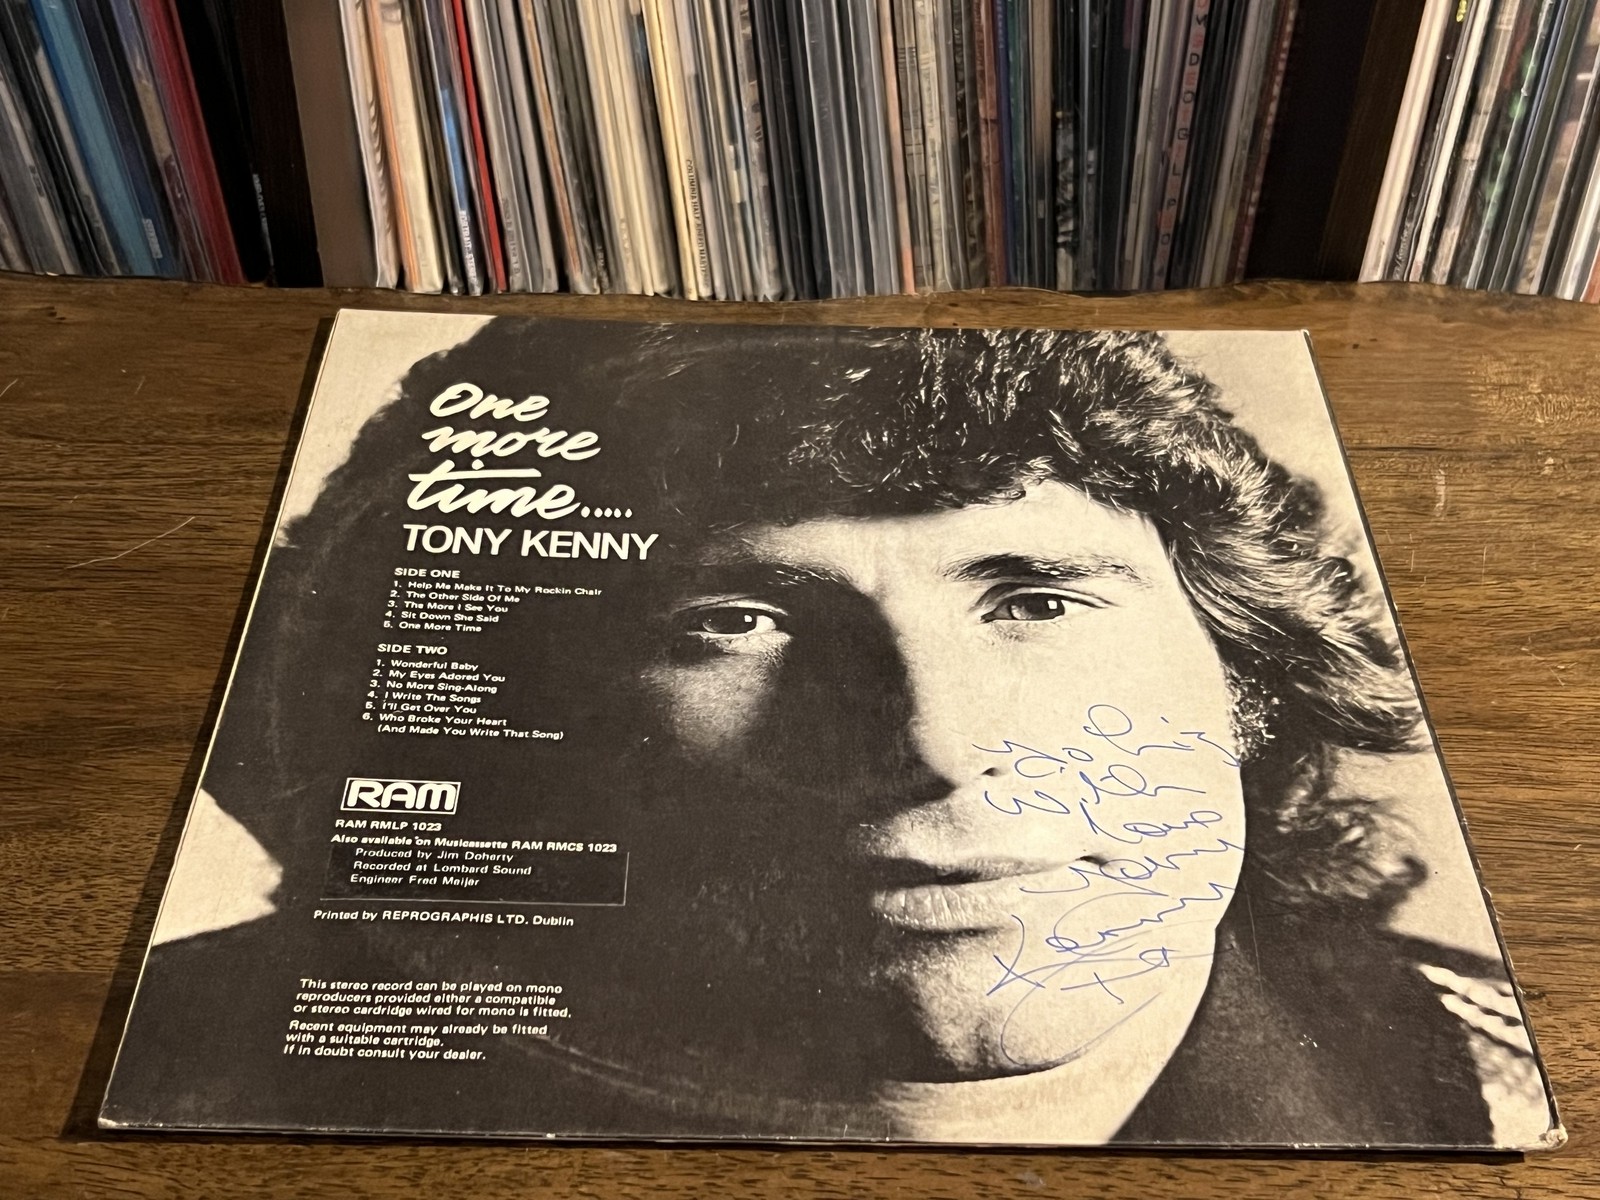 One
more
time.....
TONY KENNY
SIDE ONE
1. Help Me Make It To My Rockin Chair
2. The Other Side Of Me
3. The More I See You
4. Sit Down She Said
5. One More Time
SIDE TWO
1. Wonderful Baby
2. My Eyes Adored You
3. No More Sing-Along
4. I Write The Songs
5. I'll Get Over You
6. Who Broke Your Heart
(And Made You Write That Song)
RAM
RAM RMLP 1023
Also available on Musicassette RAM RMCS 1023
Produced by Jim Doherty
Recorded at Lombard Sound
Engineer Fred Meijer
Printed by REPROGRAPHIS LTD. Dublin
This stereo record can be played on mono
reproducers provided either a compatible
or stereo cardridge wired for mono is fitted.
Recent equipment may already be fitted
with a suitable cartridge.
If in doubt consult your dealer.
Love
Tony
Kenny